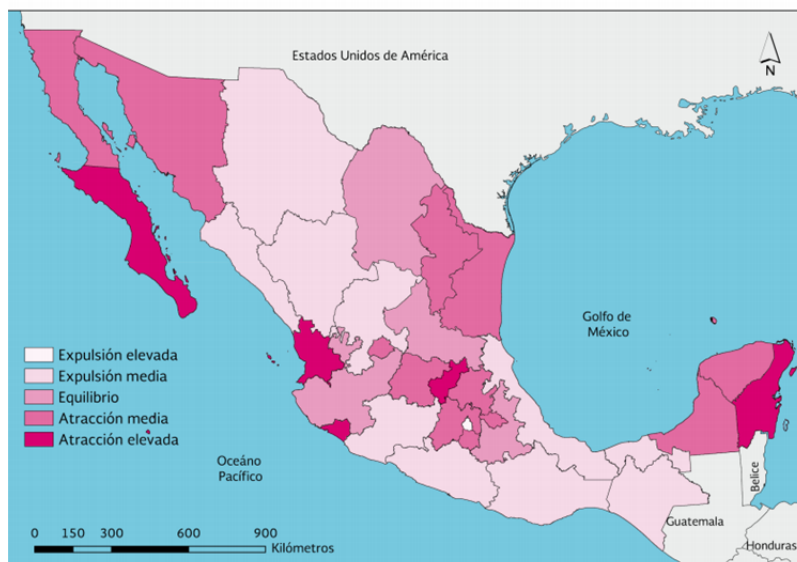 Estados Unidos de América
N
Golfo de
México
Expulsión elevada
Expulsión media
Equilibrio
Atracción media
Atracción elevada
Océano
Pacífico
Belice
Guatemala
Honduras
0 150 300 600 900
Kilómetros